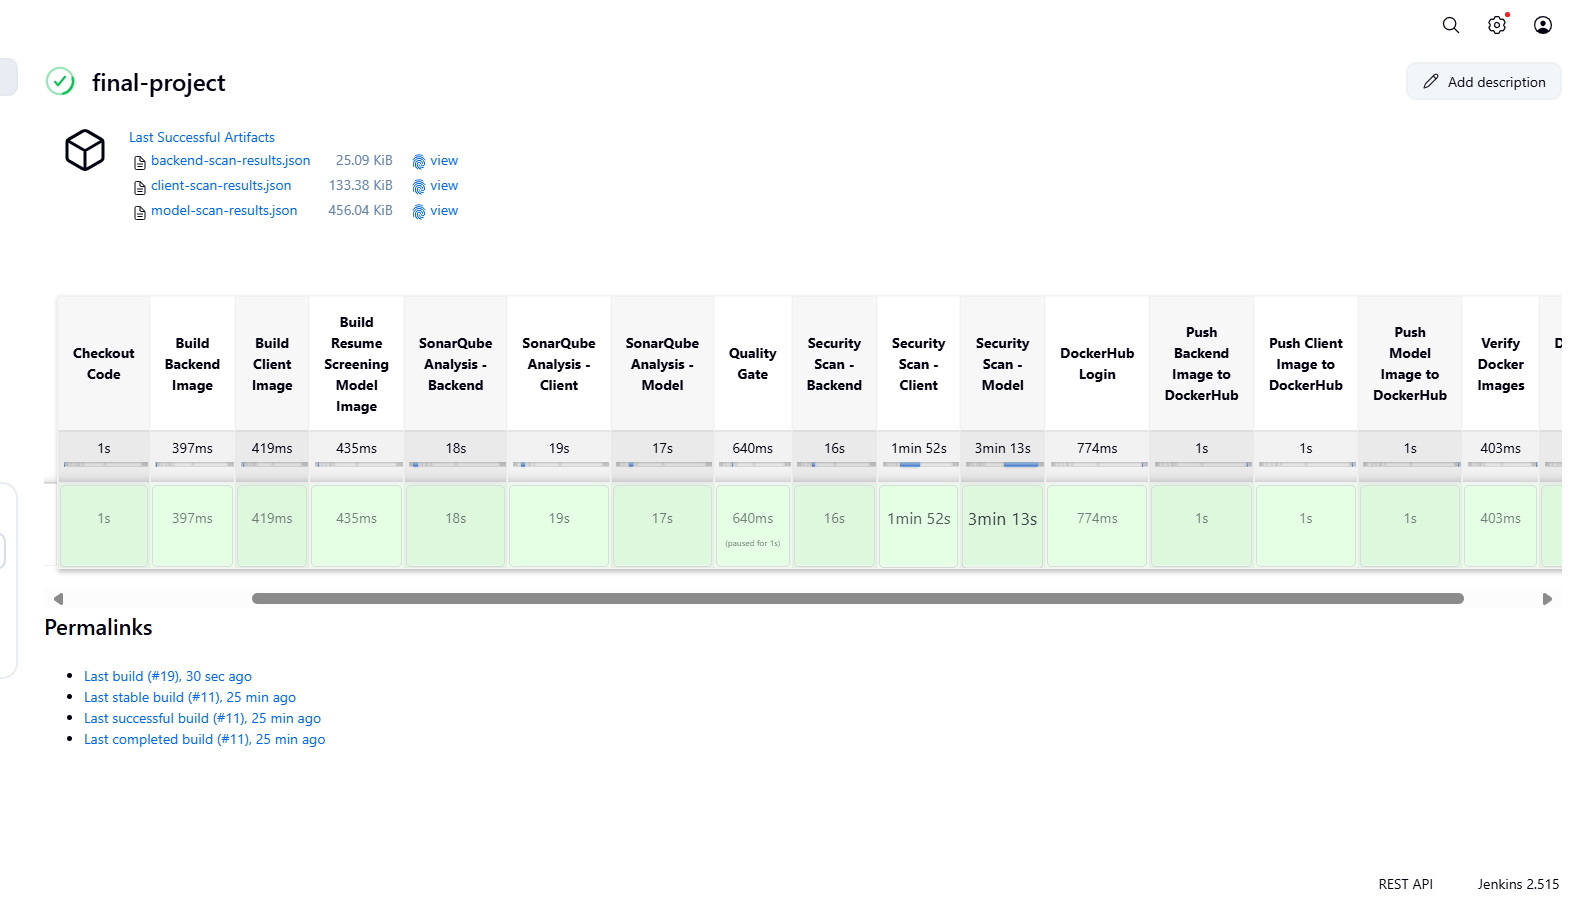 final-project
Add description
Last Successful Artifacts
backend-scan-results.json 25.09 KiB view
client-scan-results.json 133.38 KiB view
model-scan-results.json 456.04 KiB view
Checkout Code
Build Backend Image
Build Client Image
Build Resume Screening Model Image
SonarQube Analysis - Backend
SonarQube Analysis - Client
SonarQube Analysis - Model
Quality Gate
Security Scan - Backend
Security Scan - Client
Security Scan - Model
DockerHub Login
Push Backend Image to DockerHub
Push Client Image to DockerHub
Push Model Image to DockerHub
Verify Docker Images
D
1s 397ms 419ms 435ms 18s 19s 17s 640ms 16s 1min 52s 3min 13s 774ms 1s 1s 1s 403ms
1s 397ms 419ms 435ms 18s 19s 17s 640ms 16s 1min 52s 3min 13s 774ms 1s 1s 1s 403ms
(paused for 1s)
Permalinks
Last build (#19), 30 sec ago
Last stable build (#11), 25 min ago
Last successful build (#11), 25 min ago
Last completed build (#11), 25 min ago
REST API Jenkins 2.515